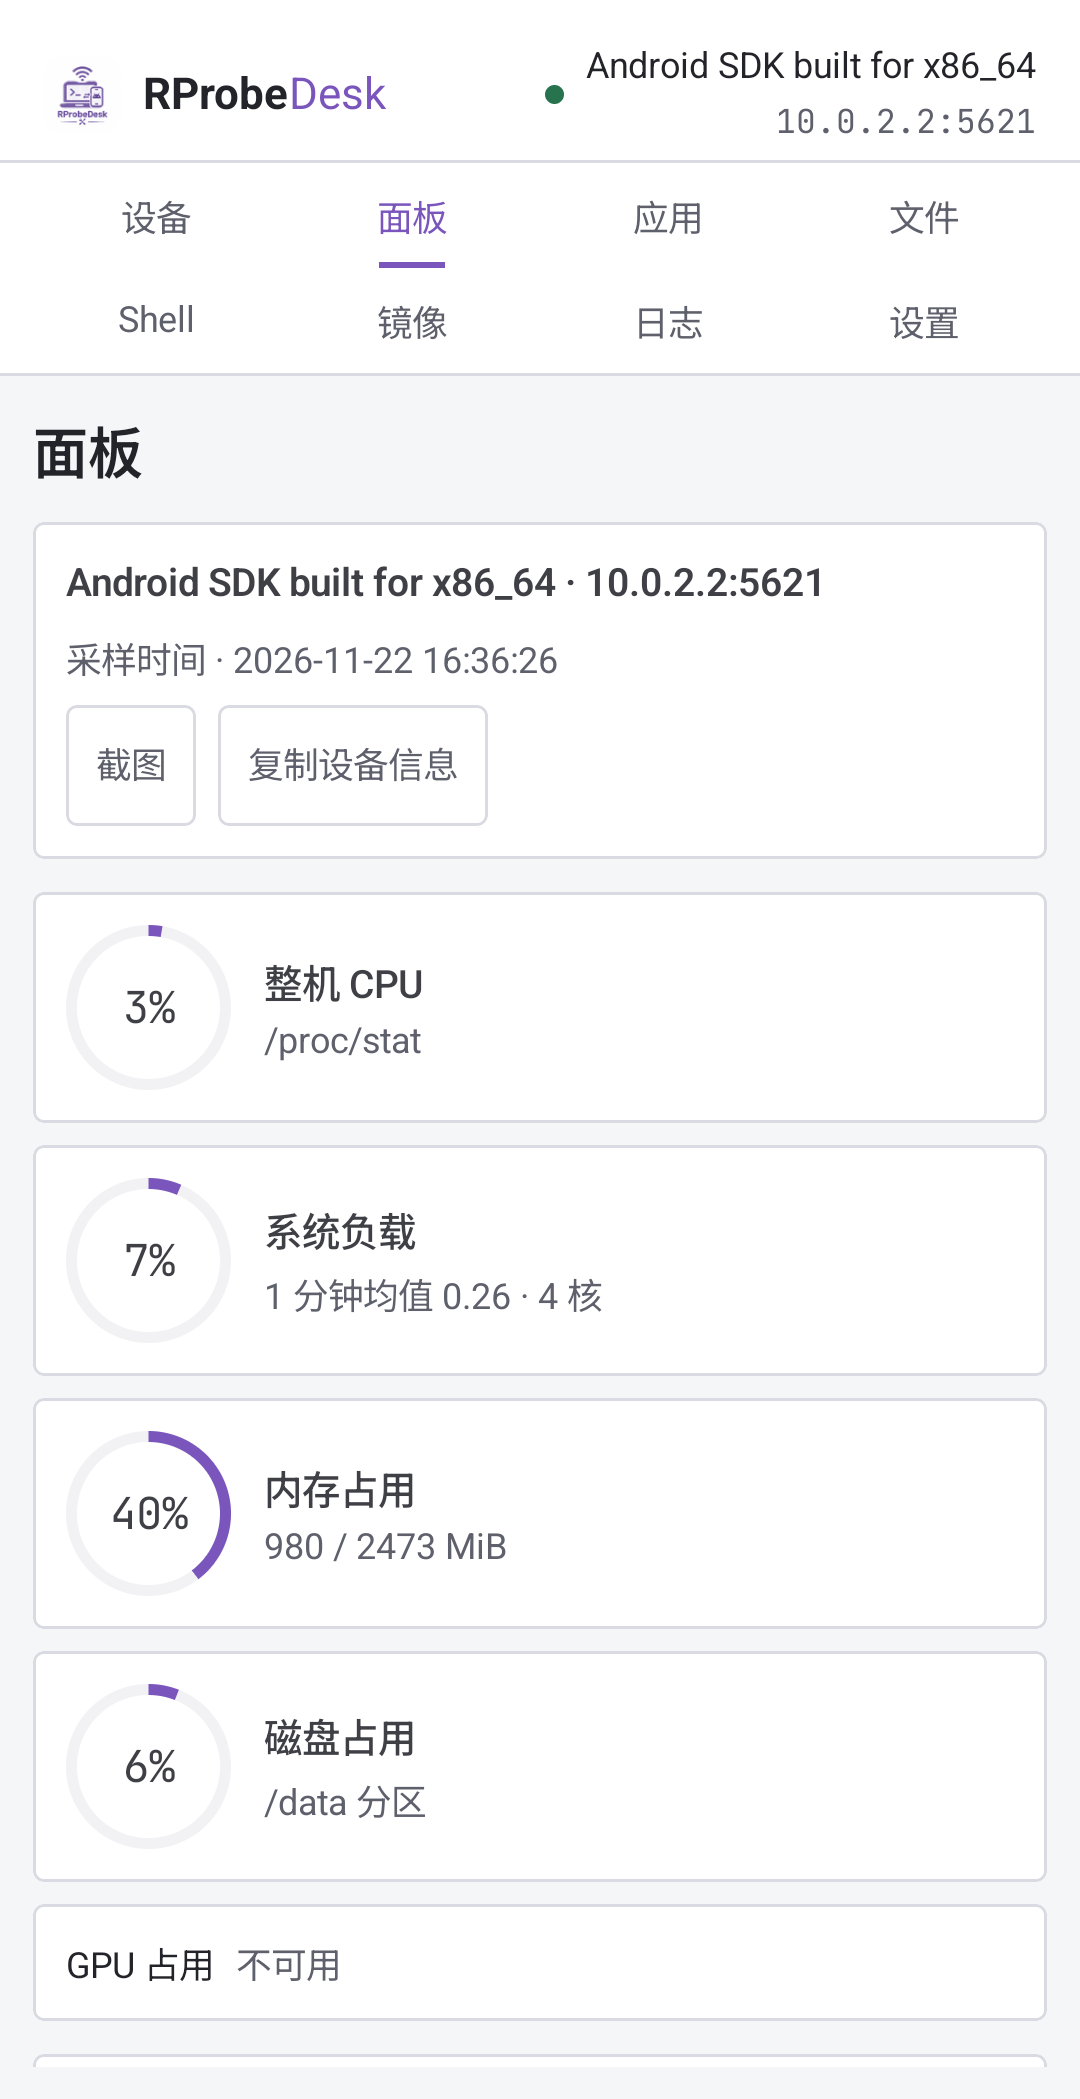 RProbeDesk
RProbeDesk
Android SDK built for x86_64
10.0.2.2:5621
设备
面板
应用
文件
Shell
镜像
日志
设置
面板
Android SDK built for x86_64 · 10.0.2.2:5621
采样时间 · 2026-11-22 16:36:26
截图
复制设备信息
3%
整机 CPU
/proc/stat
7%
系统负载
1 分钟均值 0.26 · 4 核
40%
内存占用
980 / 2473 MiB
6%
磁盘占用
/data 分区
GPU 占用 不可用